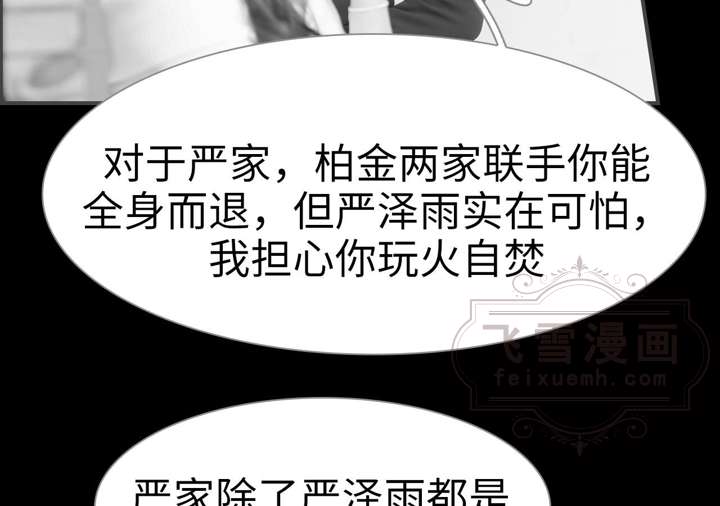 对于严家，柏金两家联手你能
全身而退，但严泽雨实在可怕，
我担心你玩火自焚
飞雪漫画
feixuemh.com
严家除了严泽雨都是